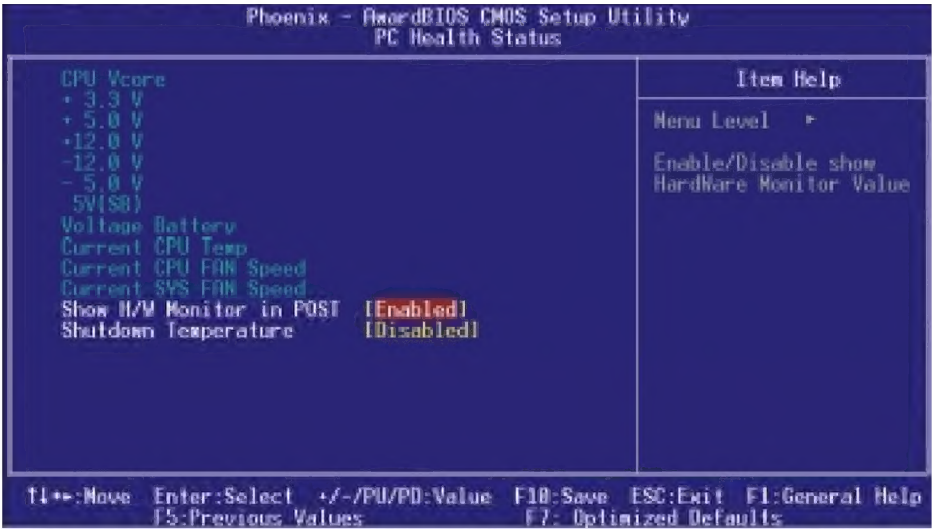 Phoenix - AwardBIOS CMOS Setup Utility
PC Health Status
CPU Vcore
+ 3.3 V
+ 5.0 V
+12.0 V
-12.0 V
- 5.0 V
5V(SB)
Voltage Battery
Current CPU Temp
Current CPU FAN Speed
Current SYS FAN Speed
Show H/W Monitor in POST [Enabled]
Shutdown Temperature [Disabled]
Item Help
Menu Level ►
Enable/Disable show
HardWare Monitor Value
↑↓←→:Move Enter:Select +/-/PU/PD:Value F10:Save ESC:Exit F1:General Help
F5:Previous Values F7: Optimized Defaults